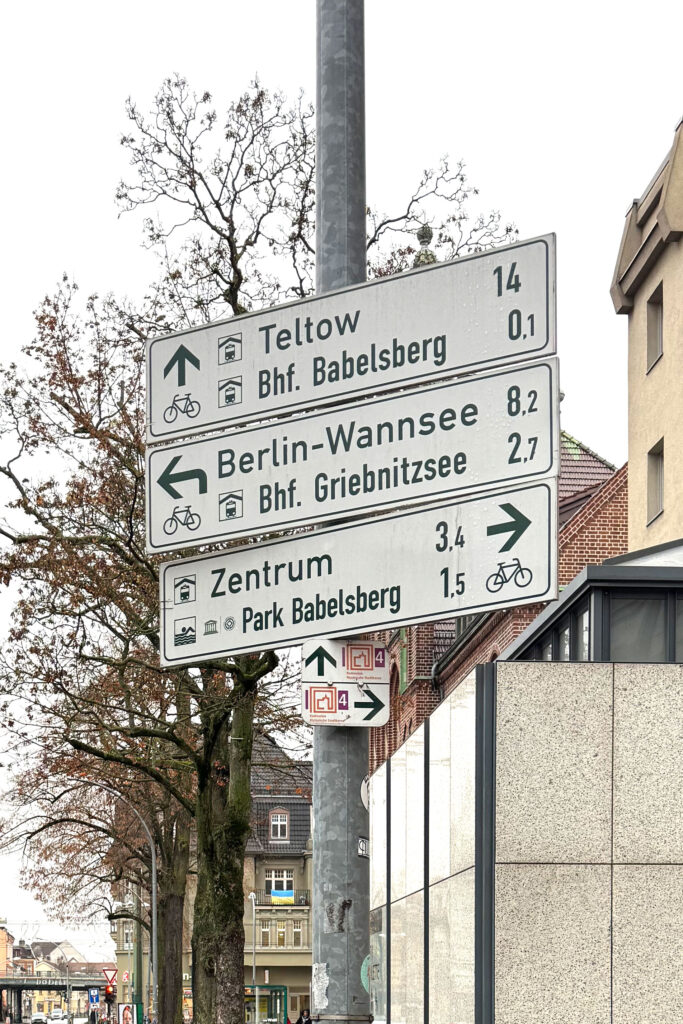 Teltow 14
Bhf. Babelsberg 0,1
Berlin-Wannsee 8,2
Bhf. Griebnitzsee 2,7
Zentrum 3,4
Park Babelsberg 1,5
4
4